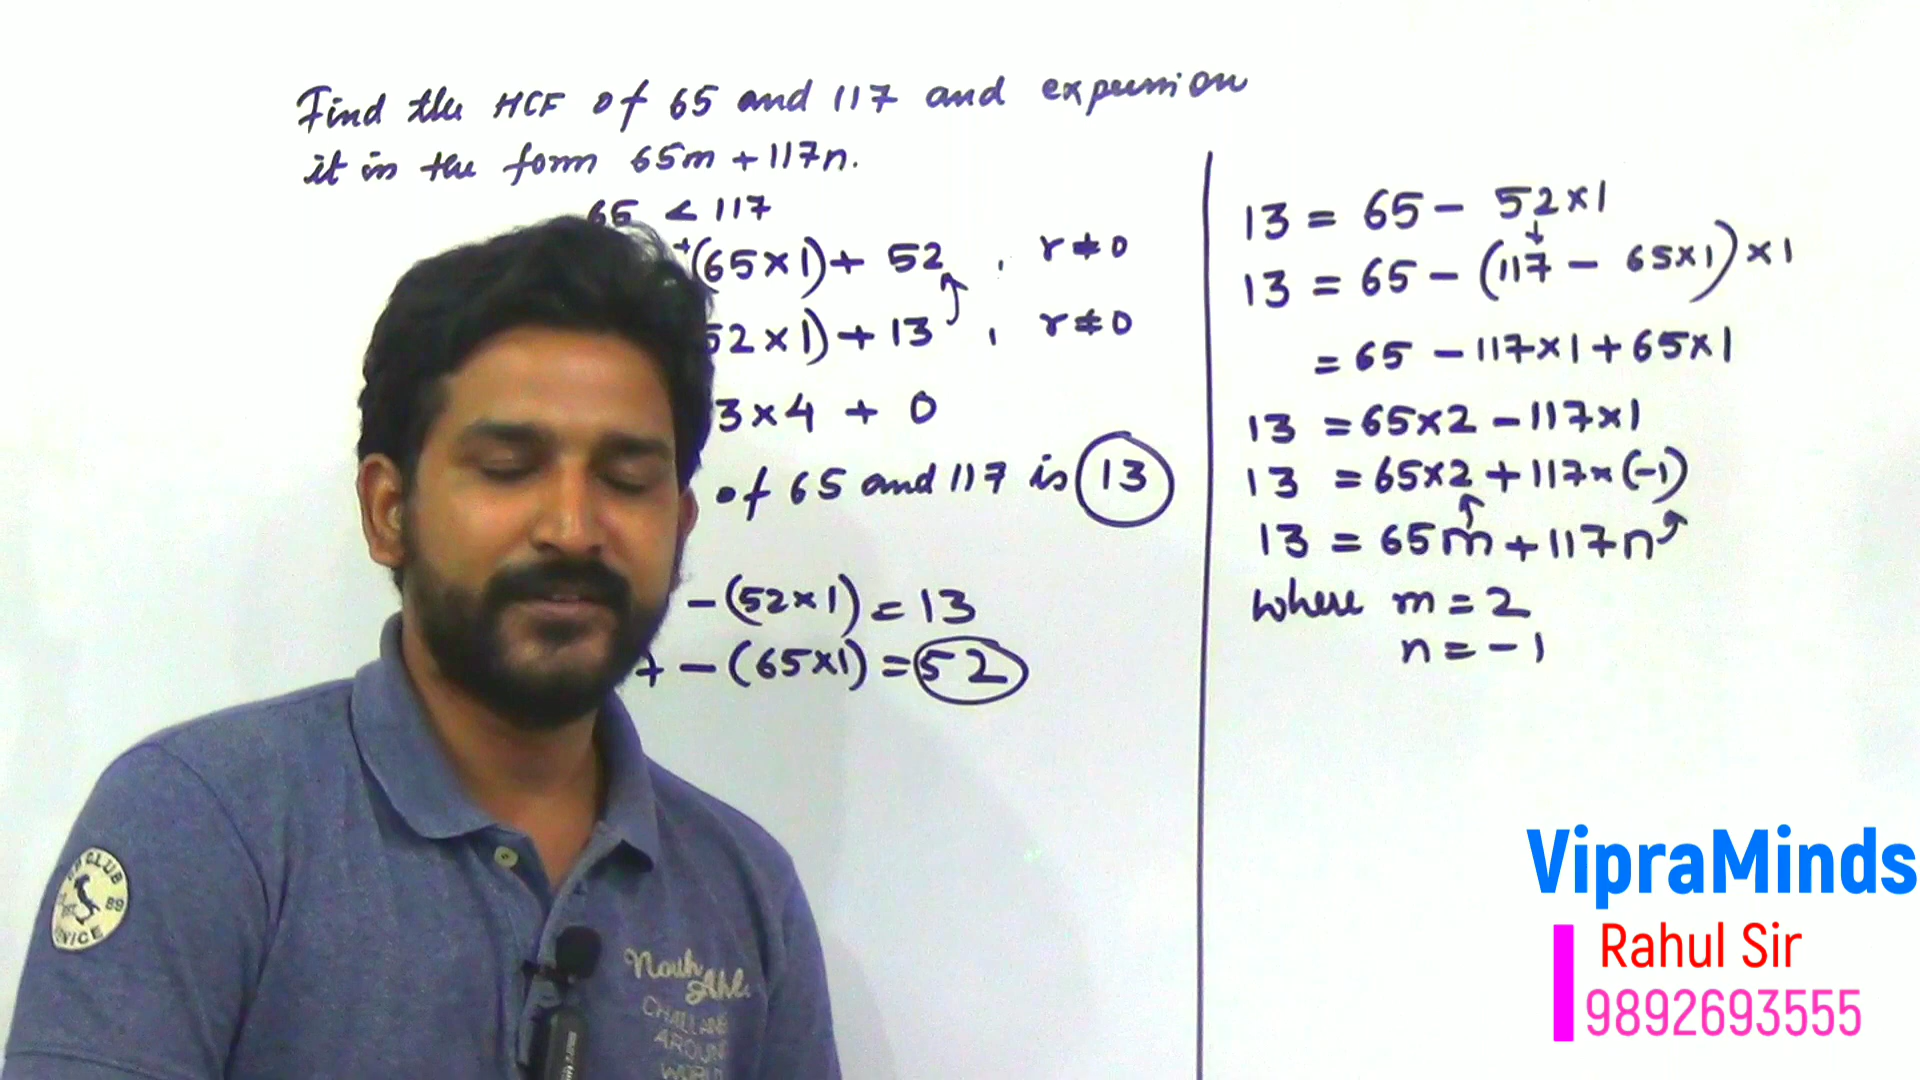 Find the HCF of 65 and 117 and expression
it in the form 65m + 117n.
65 < 117
(65×1) + 52 , r ≠ 0
52×1) + 13 , r ≠ 0
3×4 + 0
of 65 and 117 is 13
-(52×1) = 13
7 - (65×1) = 52
13 = 65 - 52×1
13 = 65 - (117 - 65×1)×1
= 65 - 117×1 + 65×1
13 = 65×2 - 117×1
13 = 65×2 + 117×(-1)
13 = 65m + 117n
where m = 2
n = -1
CLUB
89
VipraMinds
Rahul Sir
9892693555